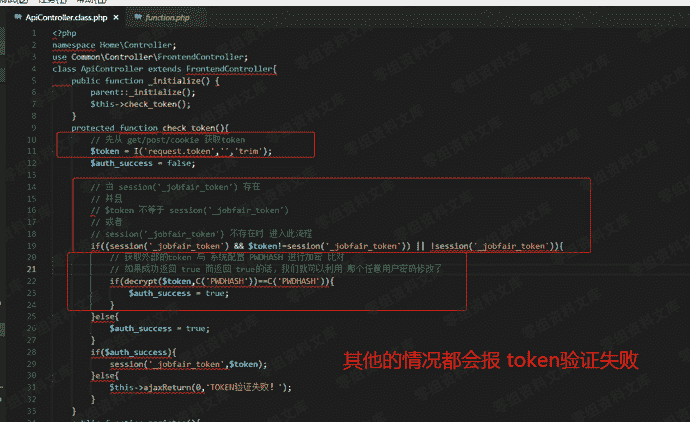 ApiController.class.php
function.php
1 <?php
2 namespace Home\Controller;
3 use Common\Controller\FrontendController;
4 class ApiController extends FrontendController{
5 public function _initialize() {
6 parent::_initialize();
7 $this->check_token();
8 }
9 protected function check_token(){
10 // 先从 get/post/cookie 获取token
11 $token = I('request.token','','trim');
12 $auth_success = false;
13
14 // 当 session('_jobfair_token') 存在
15 // 并且
16 // $token 不等于 session('_jobfair_token')
17 // 或者
18 // session('_jobfair_token') 不存在时 进入此流程
19 if((session('_jobfair_token') && $token!=session('_jobfair_token')) || !session('_jobfair_token')){
20 // 获取外部的token 与 系统配置 PWDHASH 进行加密 比对
21 // 如果成功返回 true 而返回 true的话，我们就可以利用 那个任意用户密码修改了
22 if(decrypt($token,C('PWDHASH'))==C('PWDHASH')){
23 $auth_success = true;
24 }
25 }else{
26 $auth_success = true;
27 }
28 if($auth_success){
29 session('_jobfair_token',$token);
30 }else{
31 $this->ajaxReturn(0,'TOKEN验证失败！');
32 }
33 }
其他的情况都会报 token验证失败